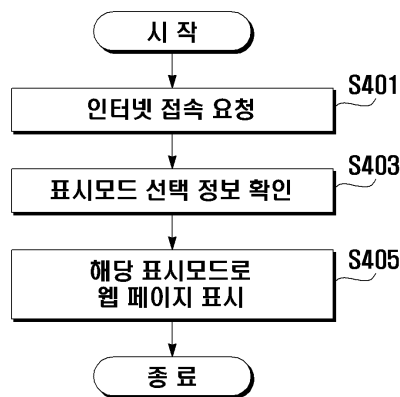 시 작
S401
인터넷 접속 요청
S403
표시모드 선택 정보 확인
S405
해당 표시모드로
웹 페이지 표시
종 료